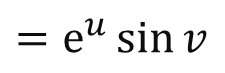 = e^u sin v